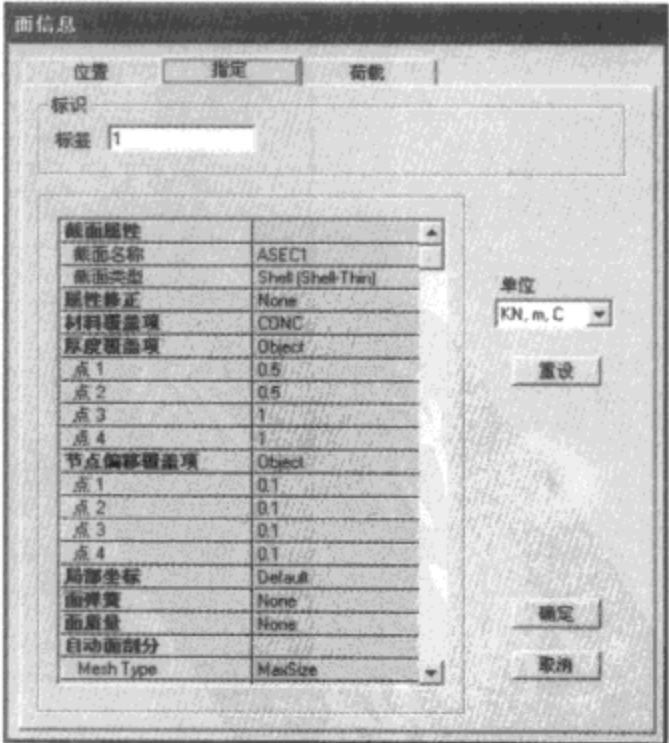 面信息
位置 指定 荷载
标识
标签 1
截面属性
截面名称 ASEC1
截面类型 Shell (Shell-Thin)
属性修正 None
材料覆盖项 CONC
厚度覆盖项 Object
点 1 0.5
点 2 0.5
点 3 1
点 4 1
节点偏移覆盖项 Object
点 1 0.1
点 2 0.1
点 3 0.1
点 4 0.1
局部坐标 Default
面弹簧 None
面质量 None
自动面剖分
Mesh Type MaxSize
单位
KN, m, C
重设
确定
取消